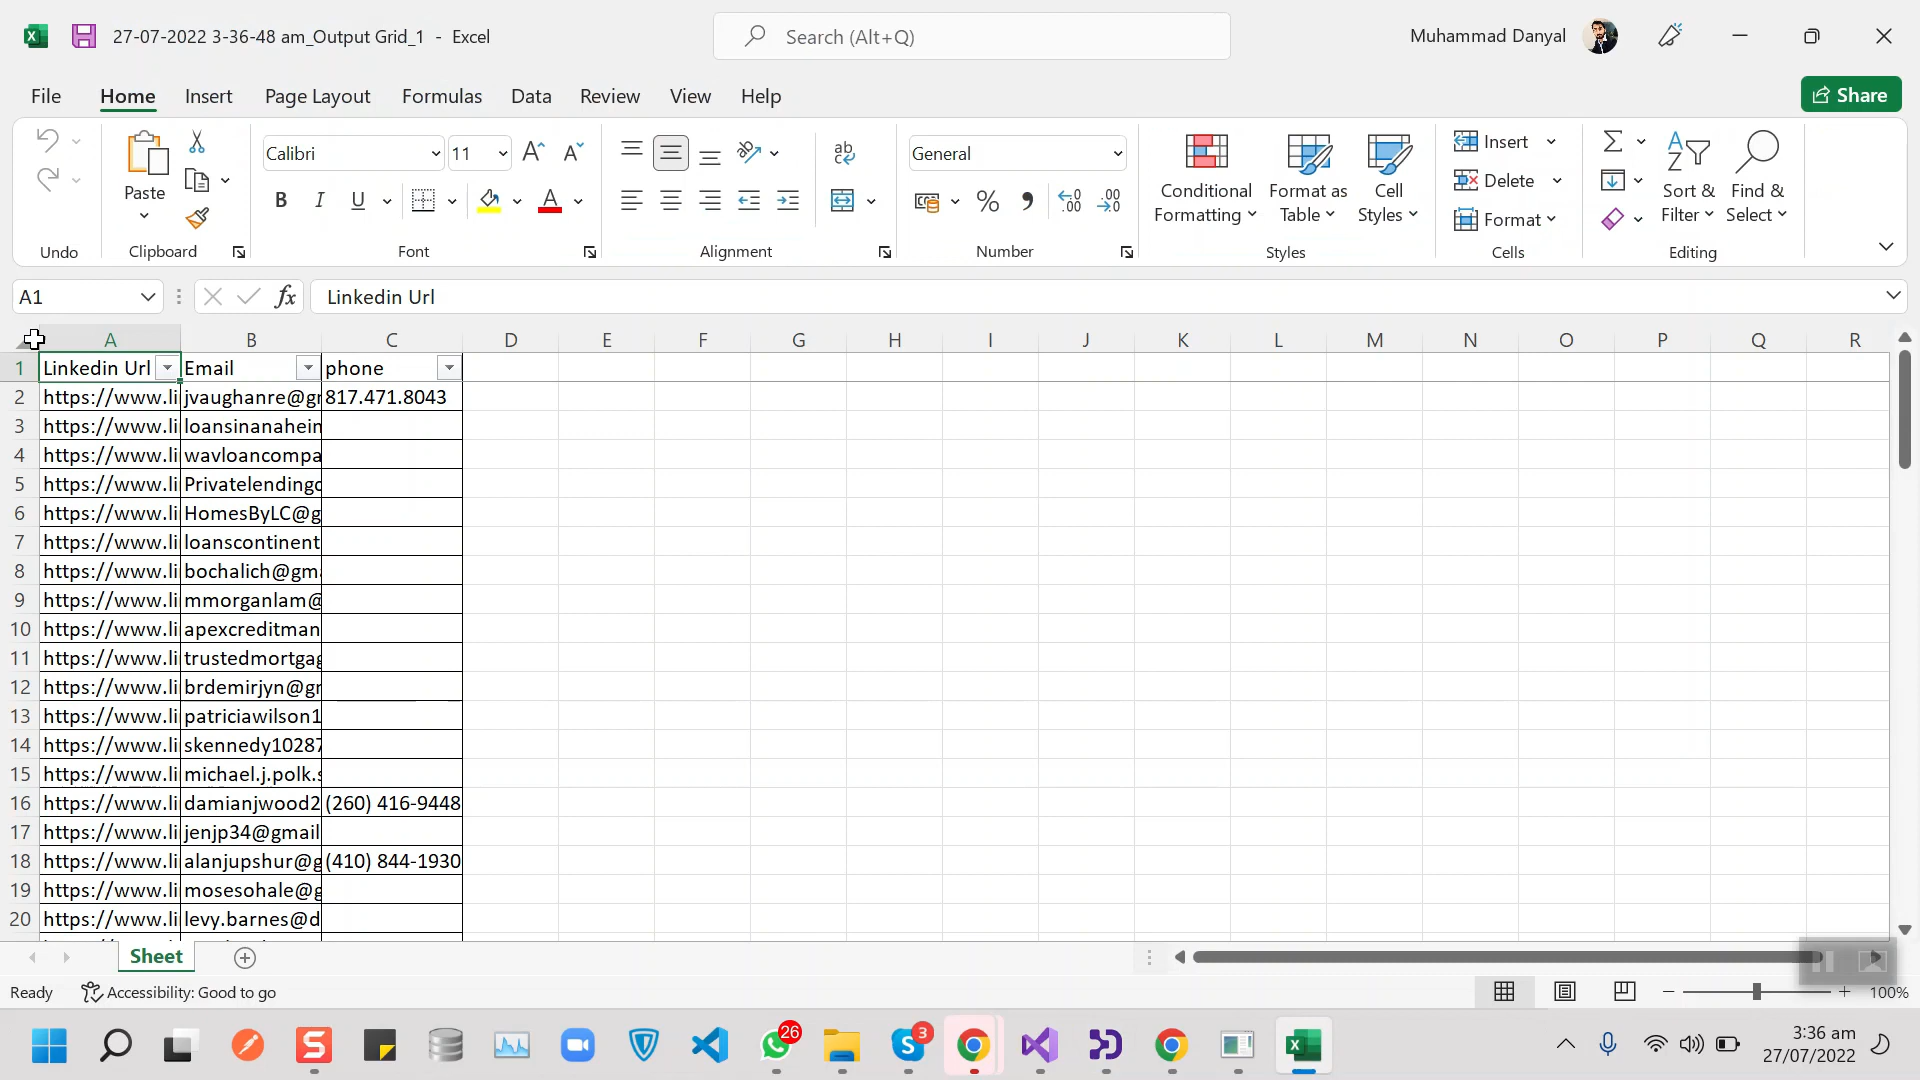 27-07-2022 3-36-48 am_Output Grid_1 - Excel
Search (Alt+Q)
Muhammad Danyal
File Home Insert Page Layout Formulas Data Review View Help
Share
Paste
Calibri 11
B I U
A
ab
General
% 9
Conditional Formatting
Format as Table
Cell Styles
Insert
Delete
Format
Sort & Filter
Find & Select
Undo Clipboard Font Alignment Number Styles Cells Editing
A1 fx Linkedin Url
A B C D E F G H I J K L M N O P Q R
1 Linkedin Url Email phone
2 https://www.li jvaughanre@gr 817.471.8043
3 https://www.li loansinanahein
4 https://www.li wavloancompa
5 https://www.li Privatelendingc
6 https://www.li HomesByLC@g
7 https://www.li loanscontinent
8 https://www.li bochalich@gma
9 https://www.li mmorganlam@
10 https://www.li apexcreditman
11 https://www.li trustedmortgag
12 https://www.li brdemirjyn@gr
13 https://www.li patriciawilson1
14 https://www.li skennedy10287
15 https://www.li michael.j.polk.s
16 https://www.li damianjwood2 (260) 416-9448
17 https://www.li jenjp34@gmail
18 https://www.li alanjupshur@g (410) 844-1930
19 https://www.li mosesohale@g
20 https://www.li levy.barnes@d
Sheet
Ready Accessibility: Good to go 100%
26
3
3:36 am
27/07/2022